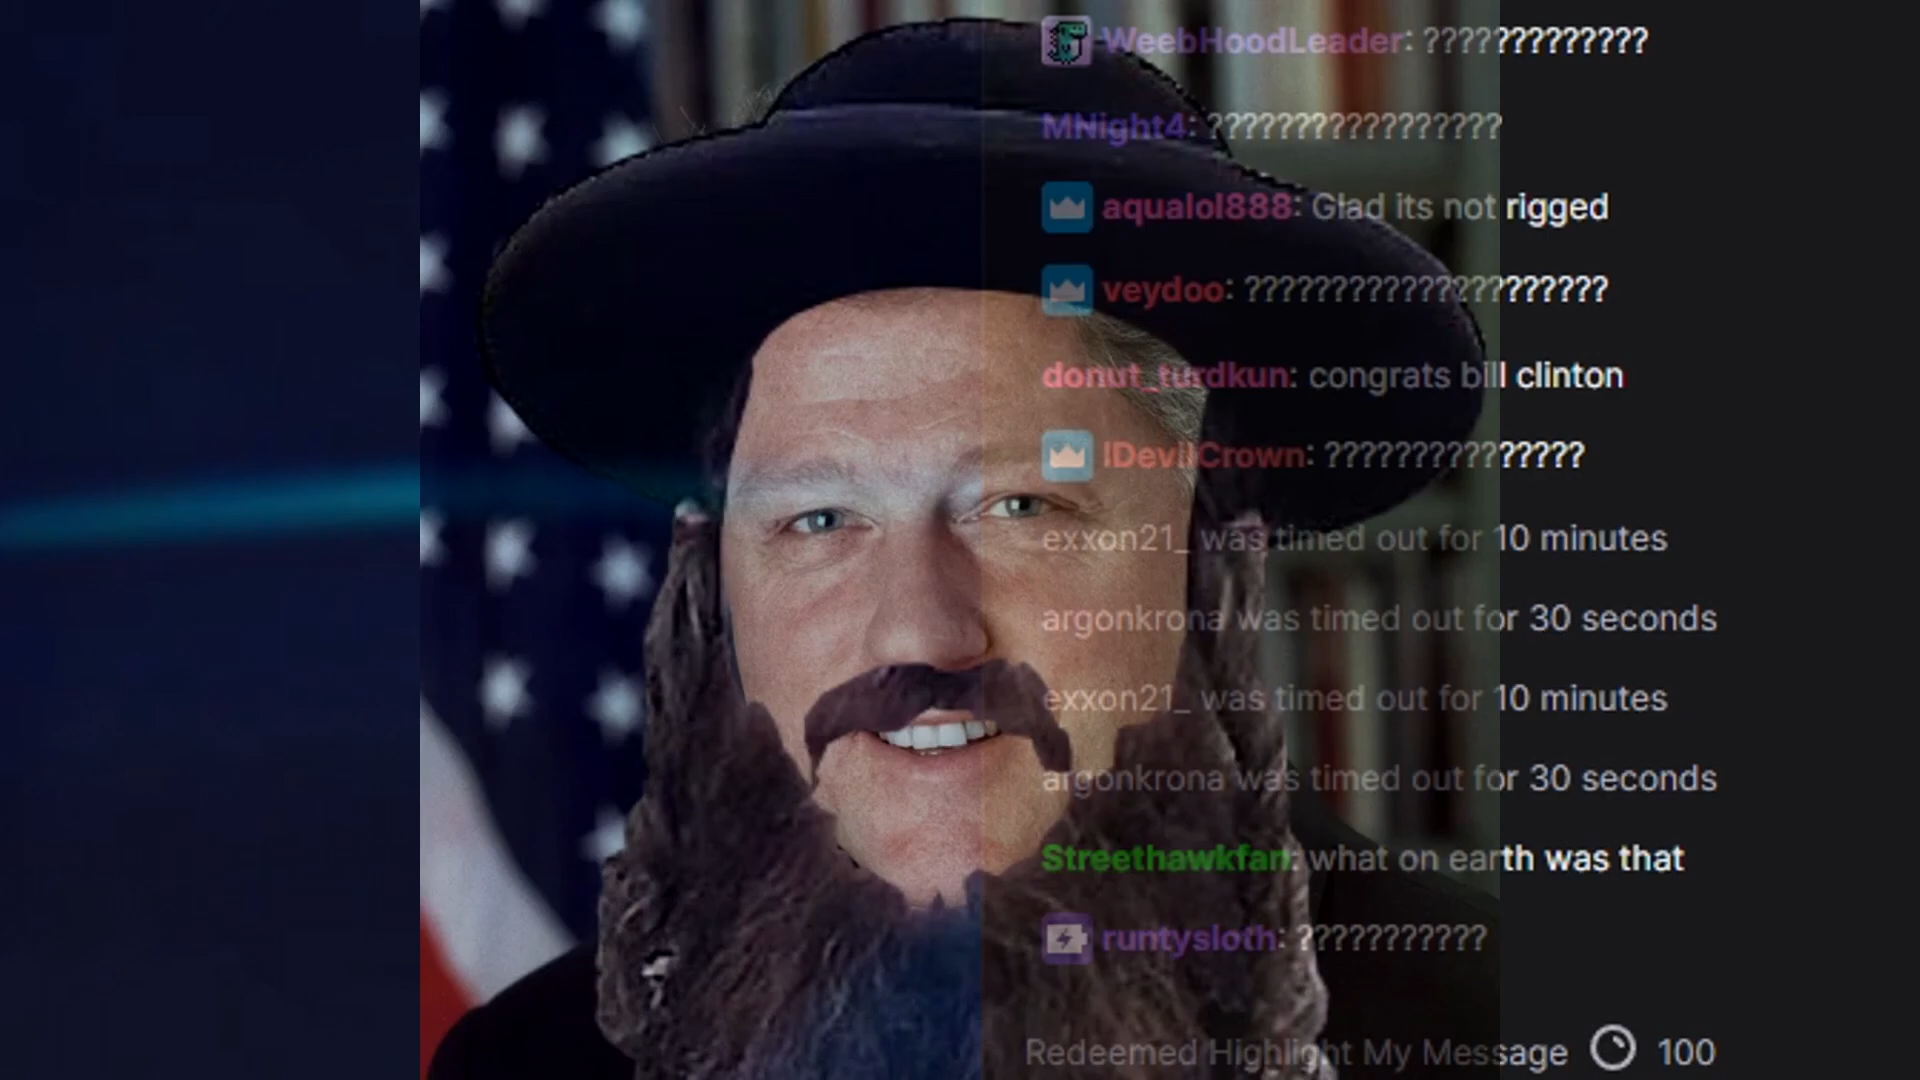 WeebHoodLeader: ?????????????
MNight4: ?????????????????
aqualol888: Glad its not rigged
veydoo: ?????????????????????
donut_turdkun: congrats bill clinton
IDevilCrown: ???????????????
exxon21_ was timed out for 10 minutes
argonkrona was timed out for 30 seconds
exxon21_ was timed out for 10 minutes
argonkrona was timed out for 30 seconds
Streethawkfan: what on earth was that
runtysloth: ???????????
Redeemed Highlight My Message 100